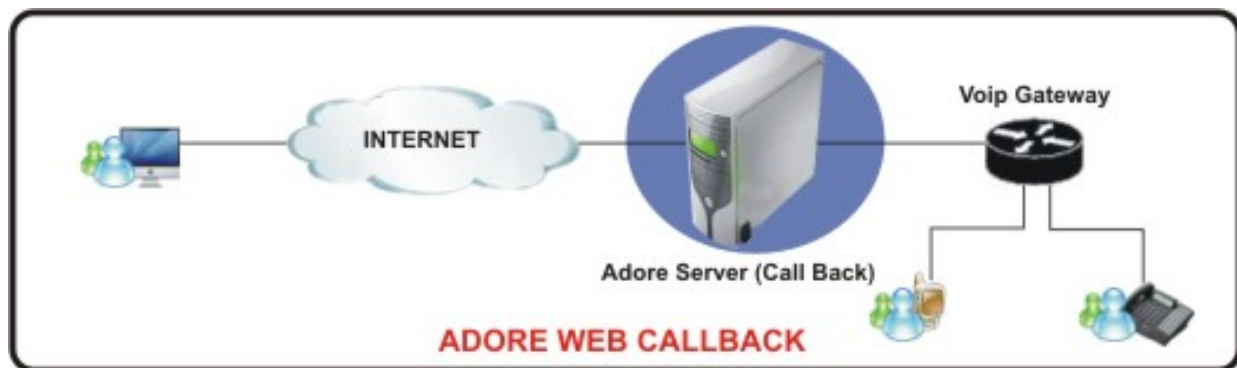 INTERNET
Voip Gateway
Adore Server (Call Back)
ADORE WEB CALLBACK